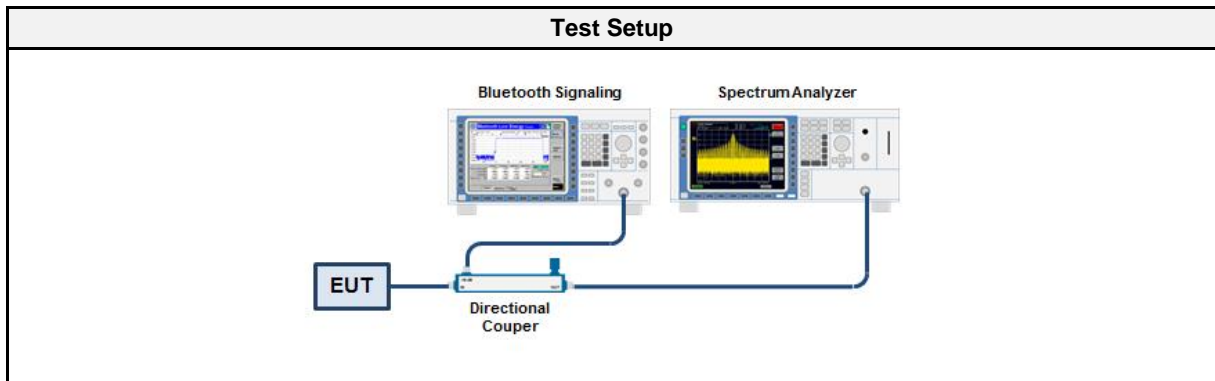 Test Setup
Bluetooth Signaling
Spectrum Analyzer
EUT
Directional
Couper